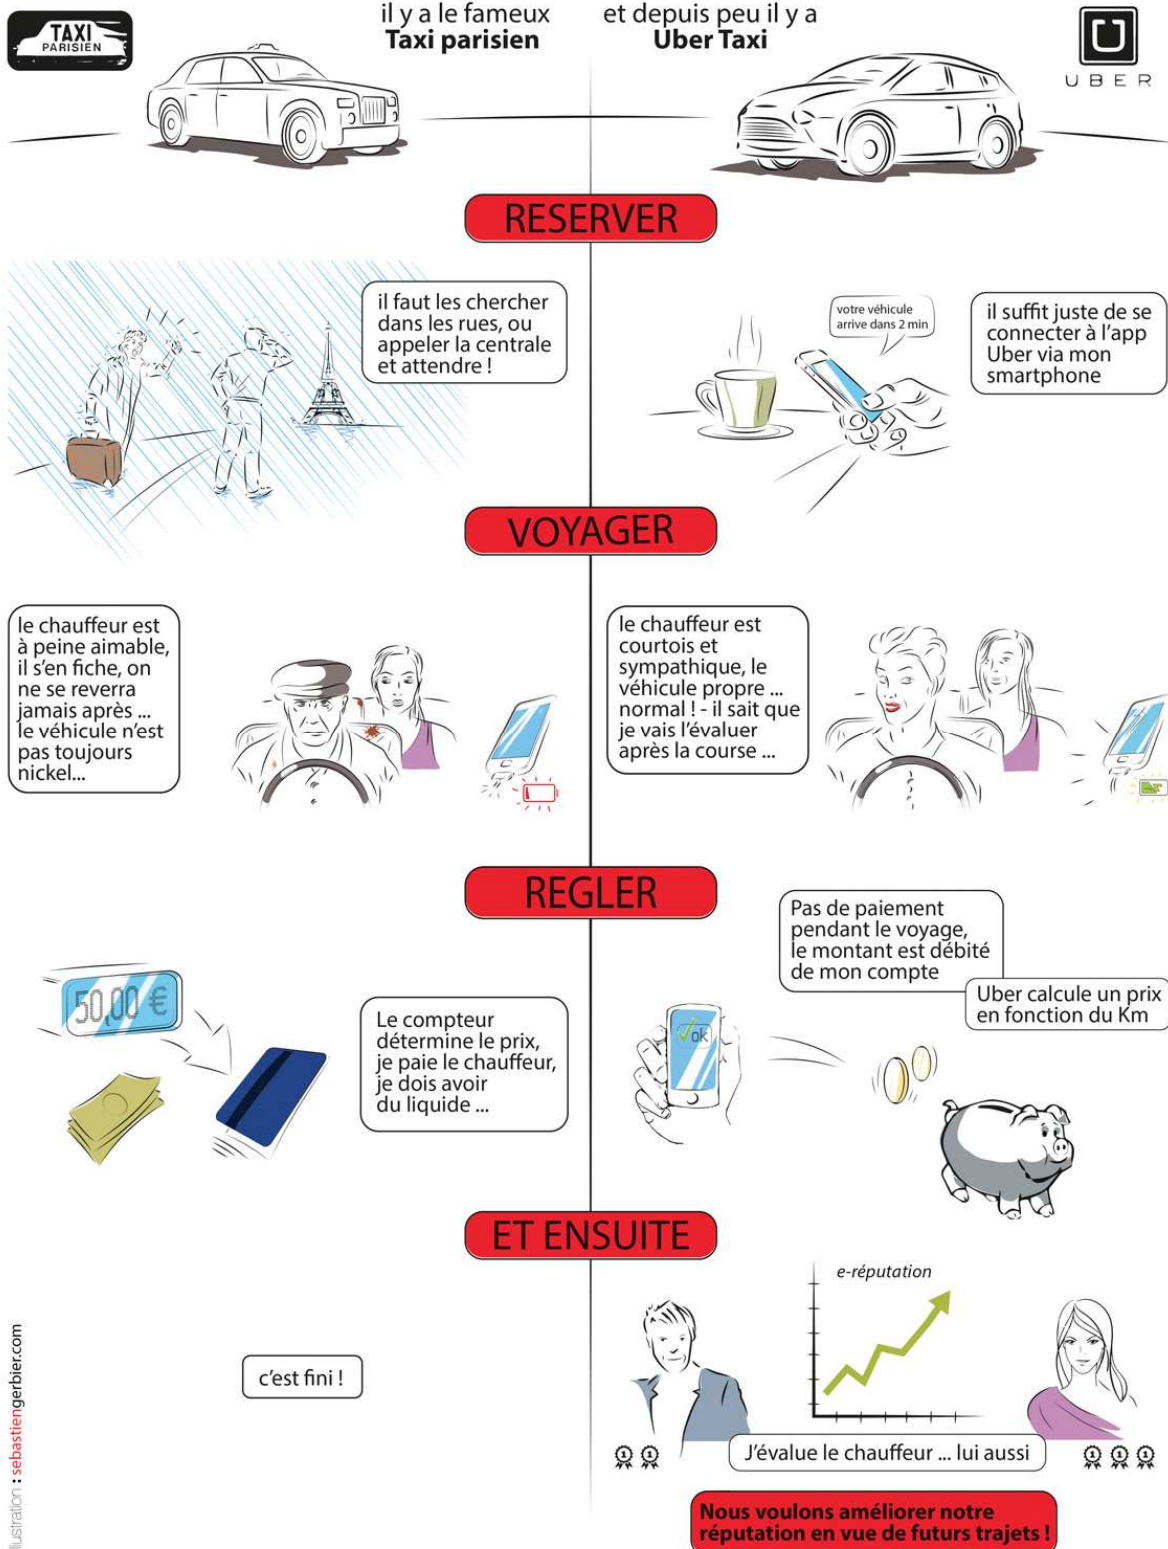 TAXI
PARISIEN
il y a le fameux
Taxi parisien
et depuis peu il y a
Uber Taxi
U
UBER
RESERVER
il faut les chercher
dans les rues, ou
appeler la centrale
et attendre !
votre véhicule
arrive dans 2 min
il suffit juste de se
connecter à l'app
Uber via mon
smartphone
VOYAGER
le chauffeur est
à peine aimable,
il s'en fiche, on
ne se reverra
jamais après ...
le véhicule n'est
pas toujours
nickel...
le chauffeur est
courtois et
sympathique, le
véhicule propre ...
normal ! - il sait que
je vais l'évaluer
après la course ...
REGLER
50,00 €
Le compteur
détermine le prix,
je paie le chauffeur,
je dois avoir
du liquide ...
Pas de paiement
pendant le voyage,
le montant est débité
de mon compte
Uber calcule un prix
en fonction du Km
ok
ET ENSUITE
c'est fini !
e-réputation
1 1
J'évalue le chauffeur ... lui aussi
1 1 1
Nous voulons améliorer notre
réputation en vue de futurs trajets !
llustration : sebastiengerbier.com